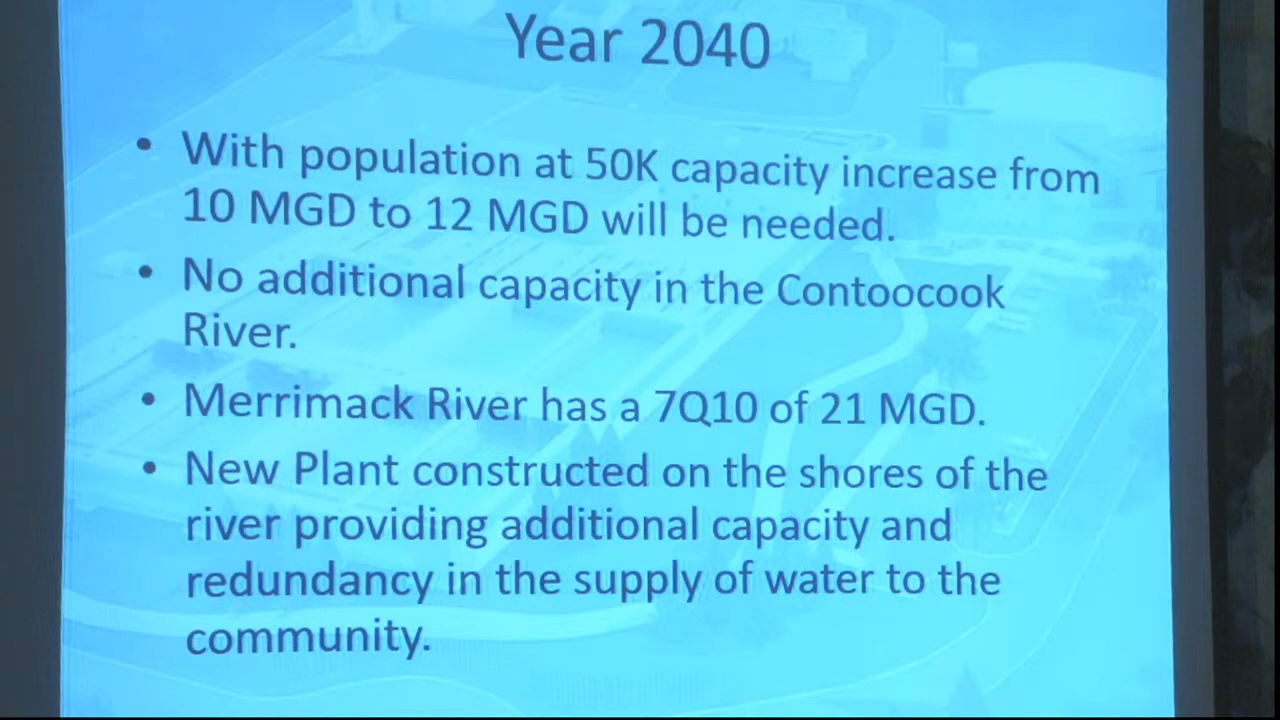 Year 2040
• With population at 50K capacity increase from
10 MGD to 12 MGD will be needed.
• No additional capacity in the Contoocook
River.
• Merrimack River has a 7Q10 of 21 MGD.
• New Plant constructed on the shores of the
river providing additional capacity and
redundancy in the supply of water to the
community.